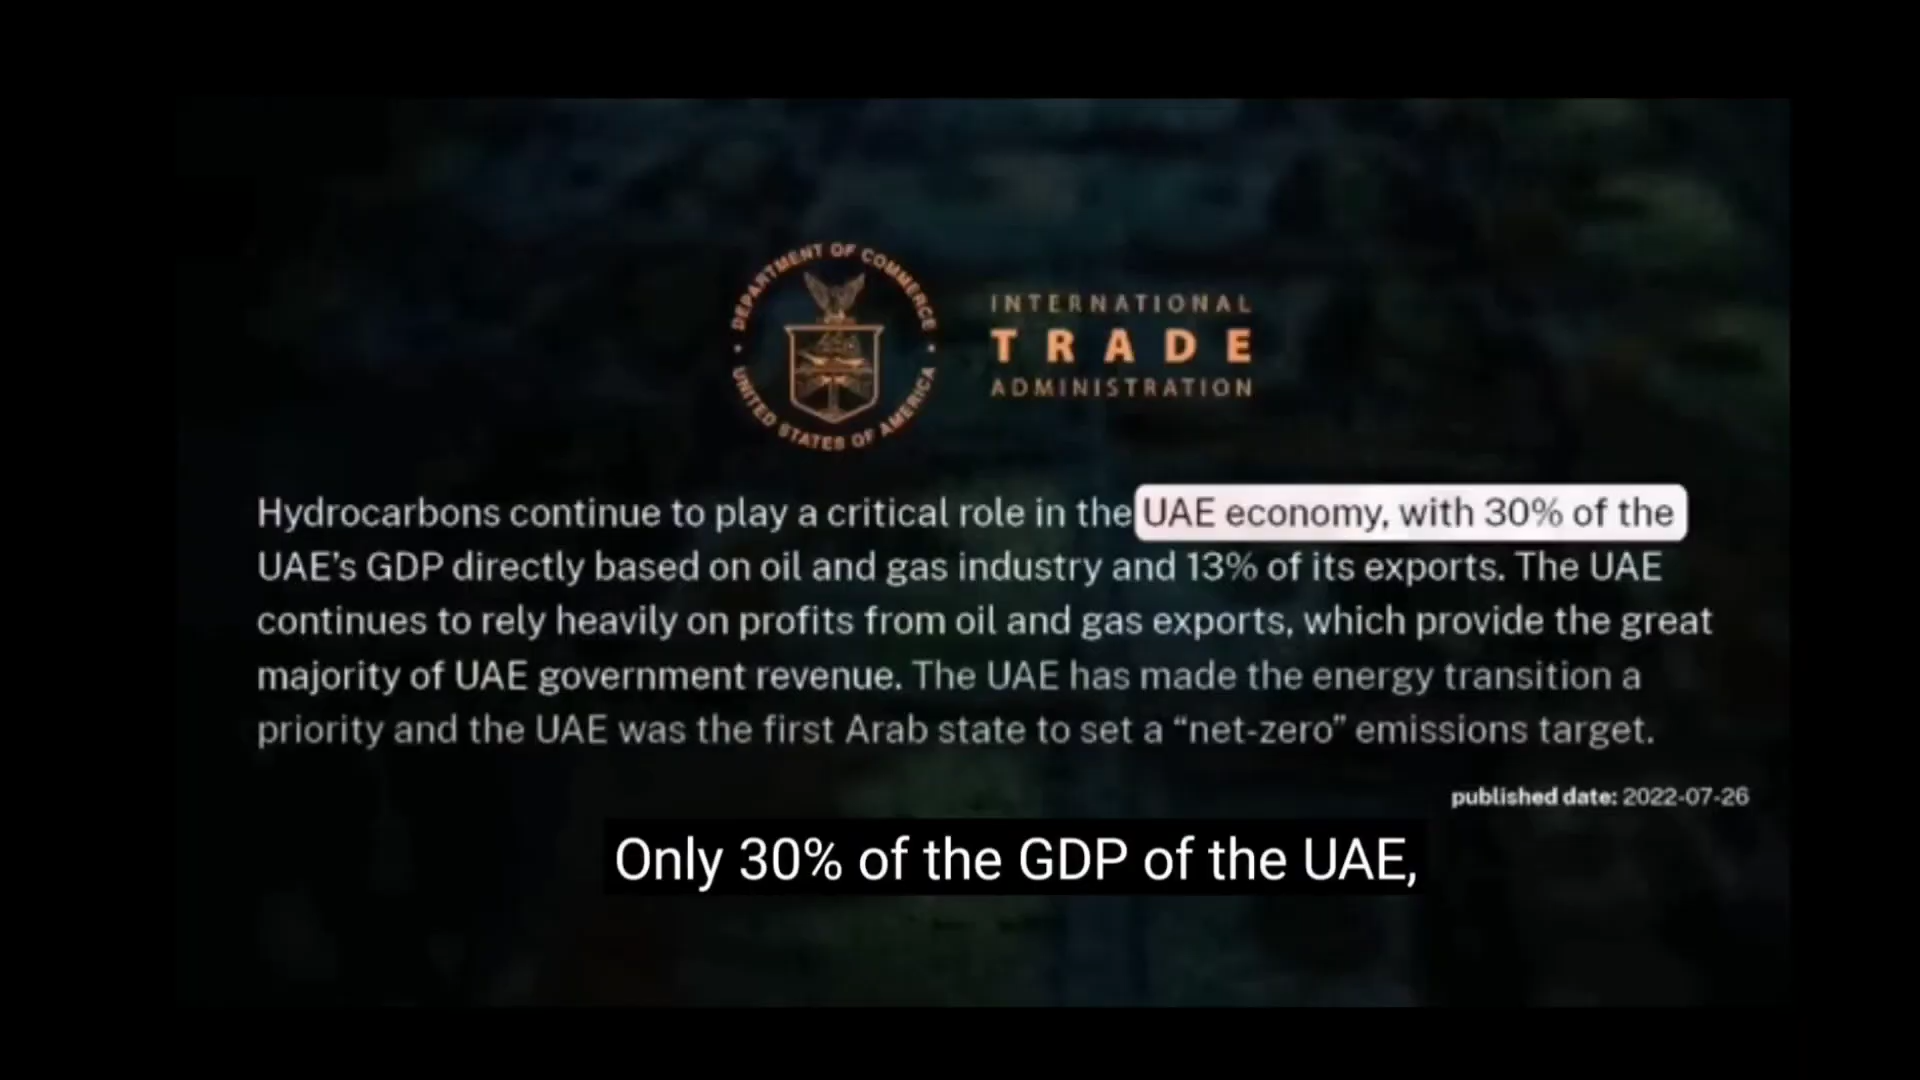 DEPARTMENT OF COMMERCE
UNITED STATES OF AMERICA
INTERNATIONAL
TRADE
ADMINISTRATION
Hydrocarbons continue to play a critical role in the UAE economy, with 30% of the
UAE's GDP directly based on oil and gas industry and 13% of its exports. The UAE
continues to rely heavily on profits from oil and gas exports, which provide the great
majority of UAE government revenue. The UAE has made the energy transition a
priority and the UAE was the first Arab state to set a “net-zero” emissions target.
published date: 2022-07-26
Only 30% of the GDP of the UAE,